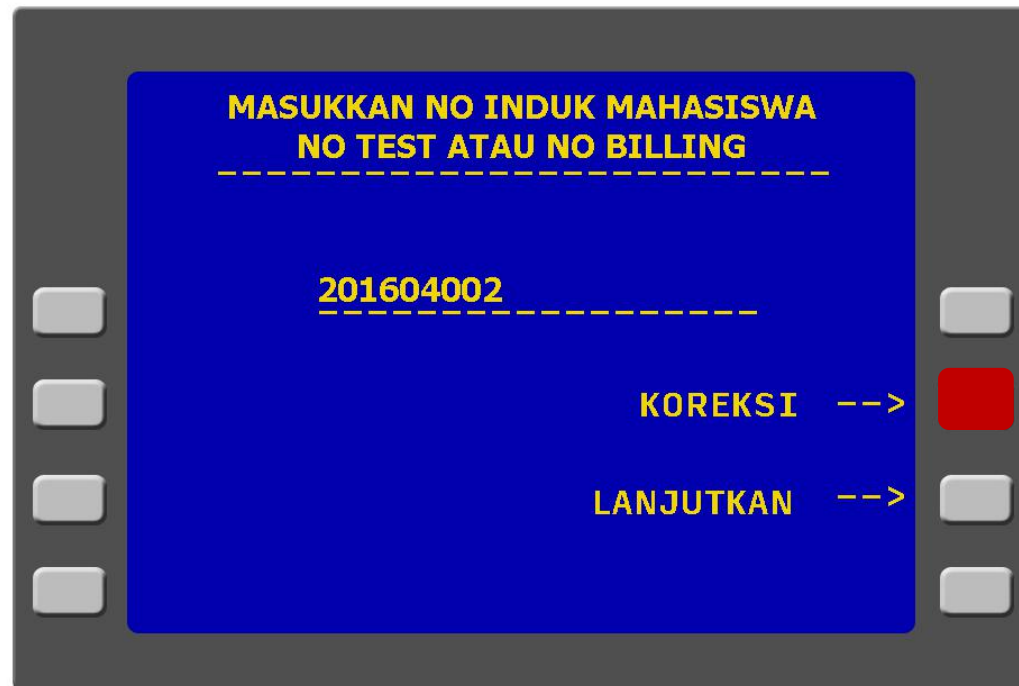 MASUKKAN NO INDUK MAHASISWA
NO TEST ATAU NO BILLING
--------------------------
201604002
KOREKSI -->
LANJUTKAN -->